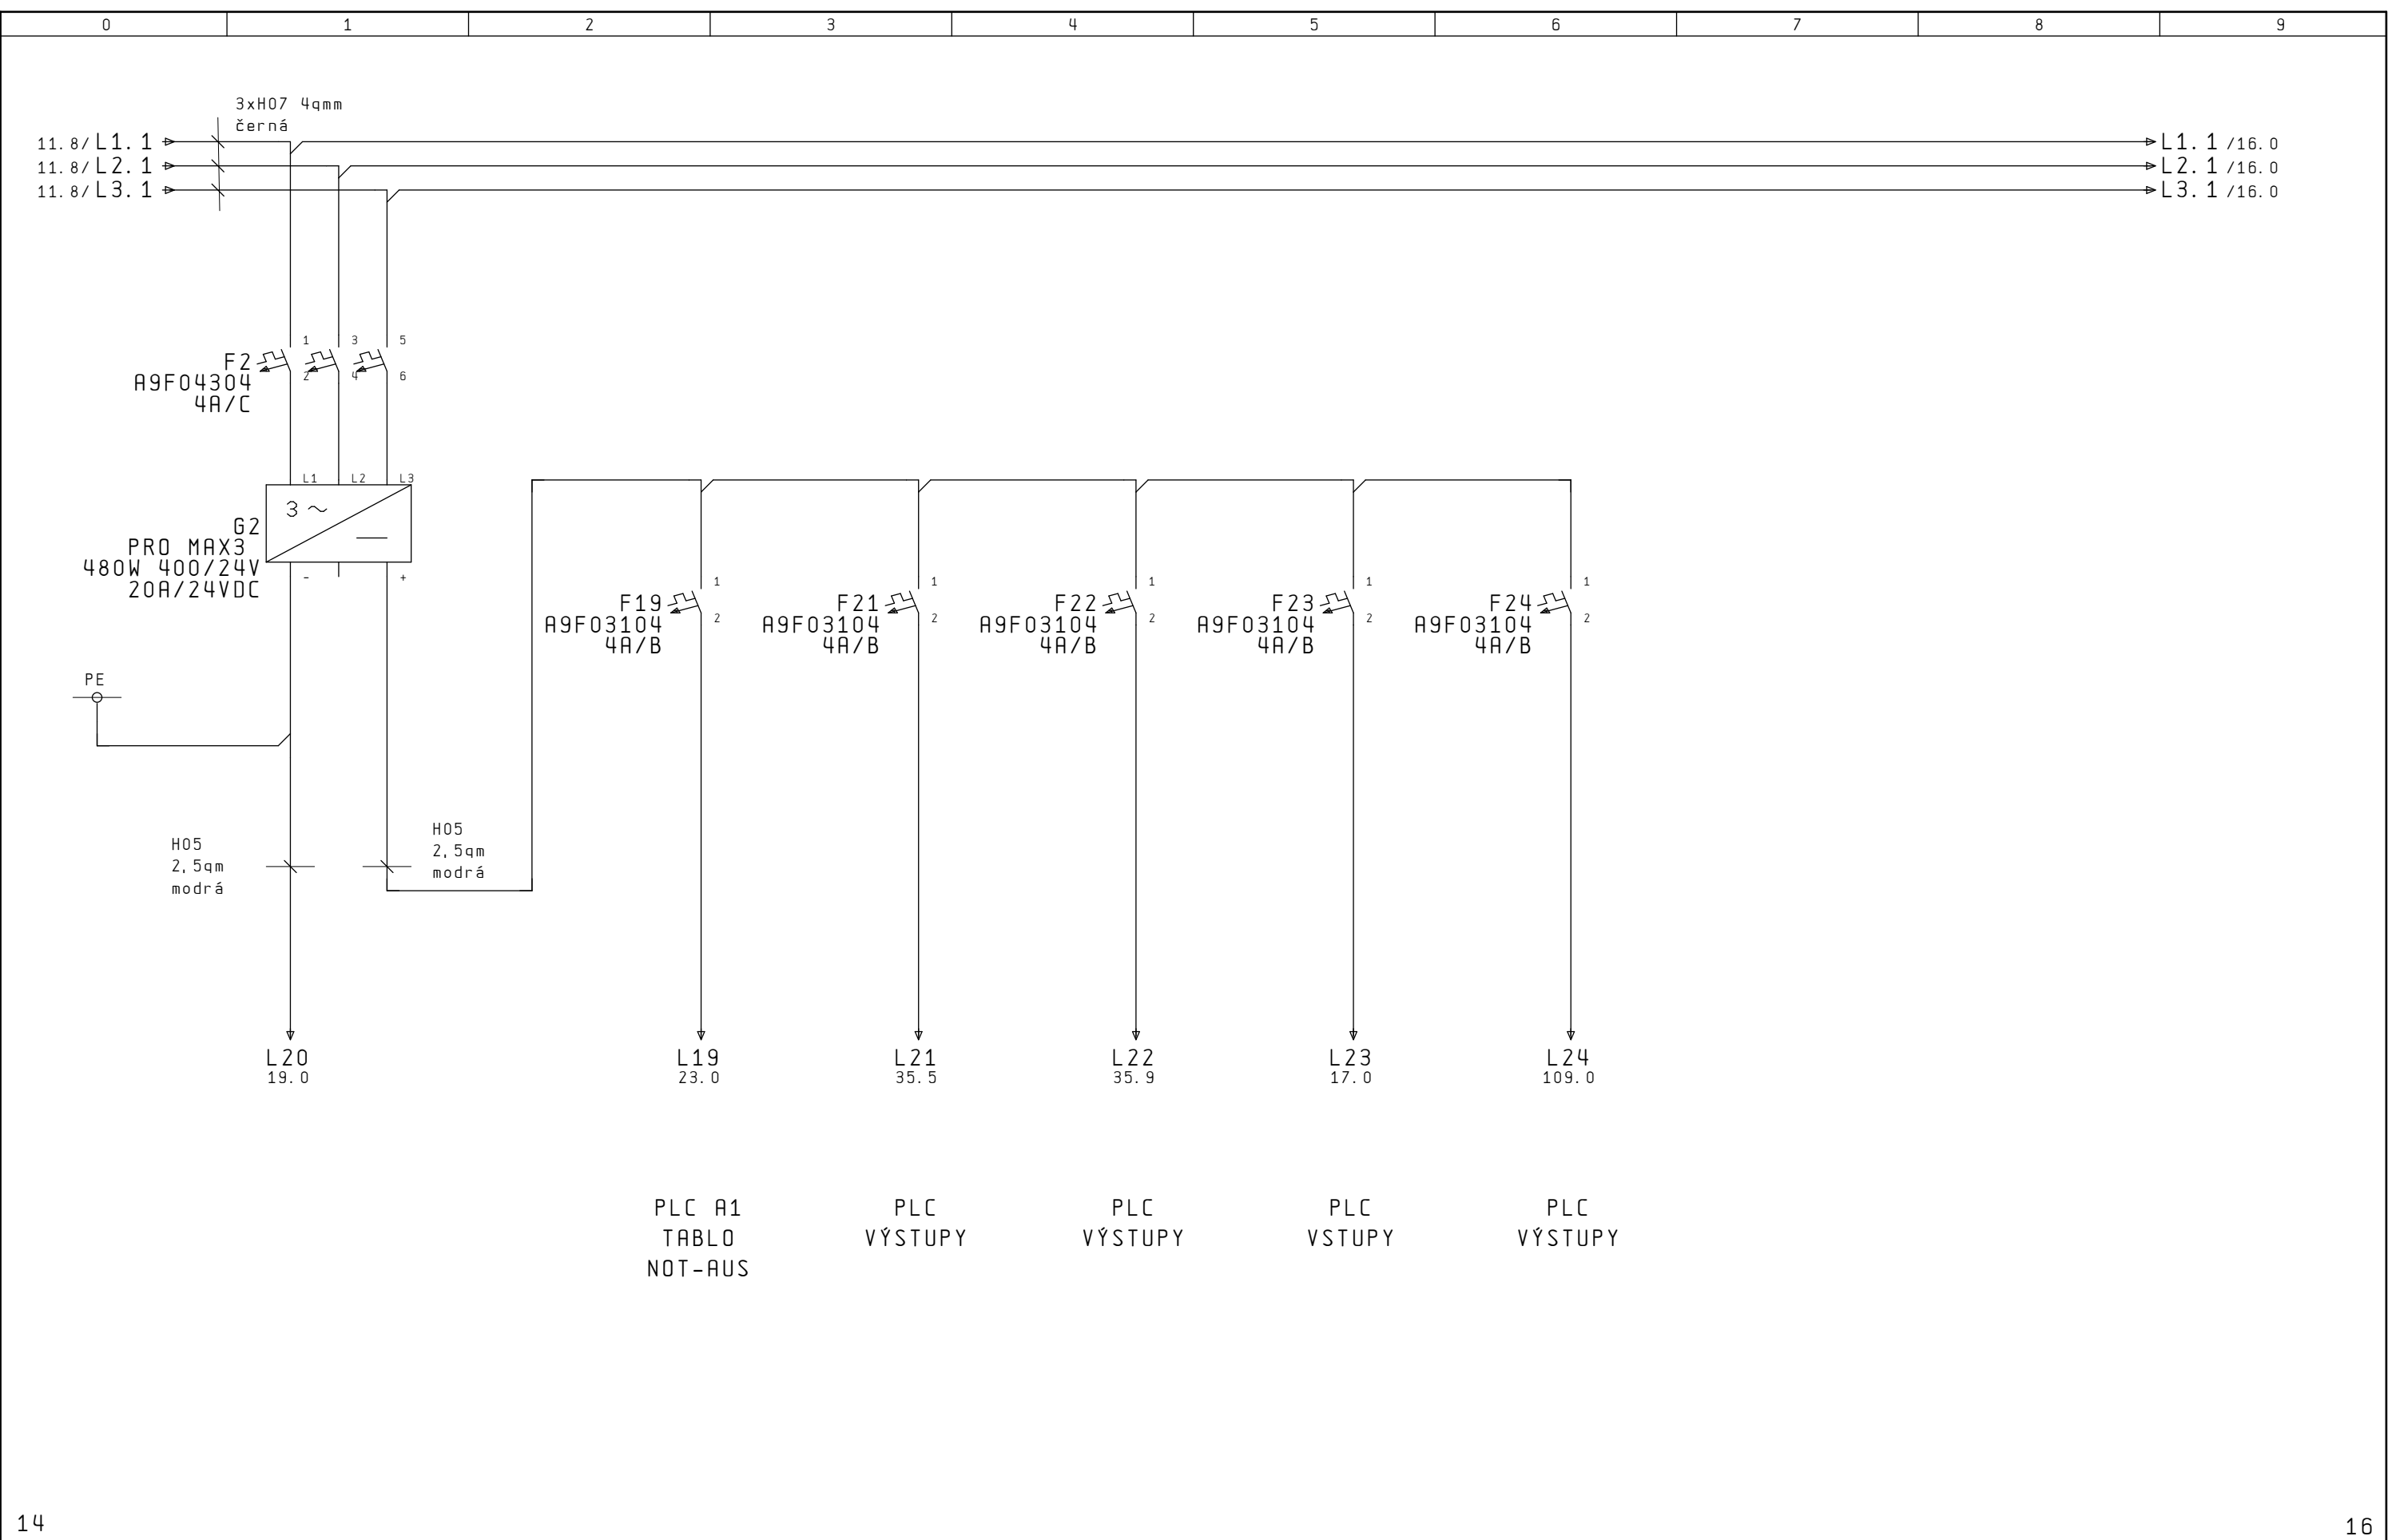 0 1 2 3 4 5 6 7 8 9
3xH07 4qmm
černá
11.8/L1.1
L1.1/16.0
11.8/L2.1
L2.1/16.0
11.8/L3.1
L3.1/16.0
1 3 5
F2
A9F04304
4A/C
2 4 6
L1 L2 L3
3~
G2
PRO MAX3
480W 400/24V
20A/24VDC
- +
F19
A9F03104
4A/B
1
2
F21
A9F03104
4A/B
1
2
F22
A9F03104
4A/B
1
2
F23
A9F03104
4A/B
1
2
F24
A9F03104
4A/B
1
2
PE
H05
2,5qm
modrá
H05
2,5qm
modrá
L20
19.0
L19
23.0
L21
35.5
L22
35.9
L23
17.0
L24
109.0
PLC A1
TABLO
NOT-AUS
PLC
VÝSTUPY
PLC
VÝSTUPY
PLC
VSTUPY
PLC
VÝSTUPY
14
16